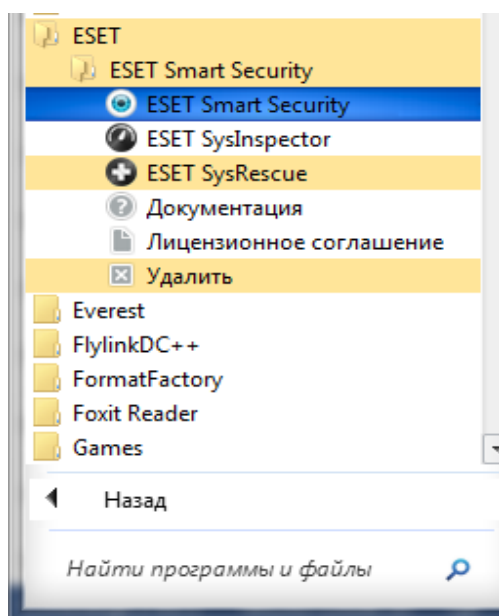 ESET
ESET Smart Security
ESET Smart Security
ESET SysInspector
ESET SysRescue
Документация
Лицензионное соглашение
Удалить
Everest
FlylinkDC++
FormatFactory
Foxit Reader
Games
Назад
Найти программы и файлы